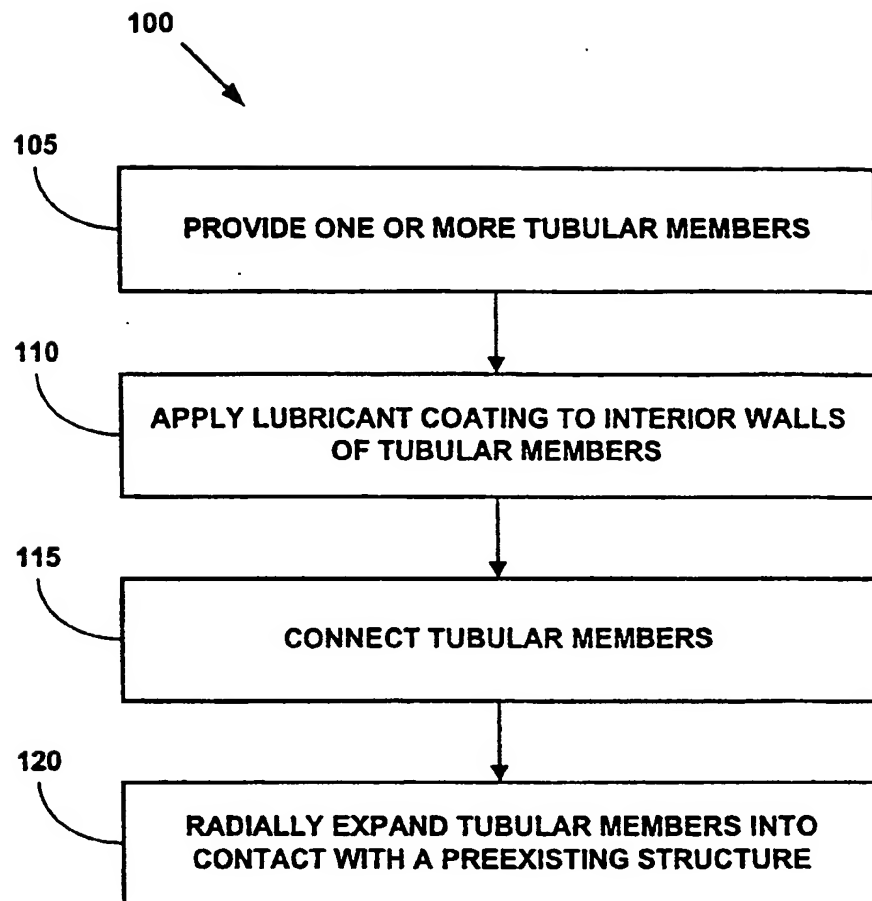 100
105
PROVIDE ONE OR MORE TUBULAR MEMBERS
110
APPLY LUBRICANT COATING TO INTERIOR WALLS
OF TUBULAR MEMBERS
115
CONNECT TUBULAR MEMBERS
120
RADIALLY EXPAND TUBULAR MEMBERS INTO
CONTACT WITH A PREEXISTING STRUCTURE